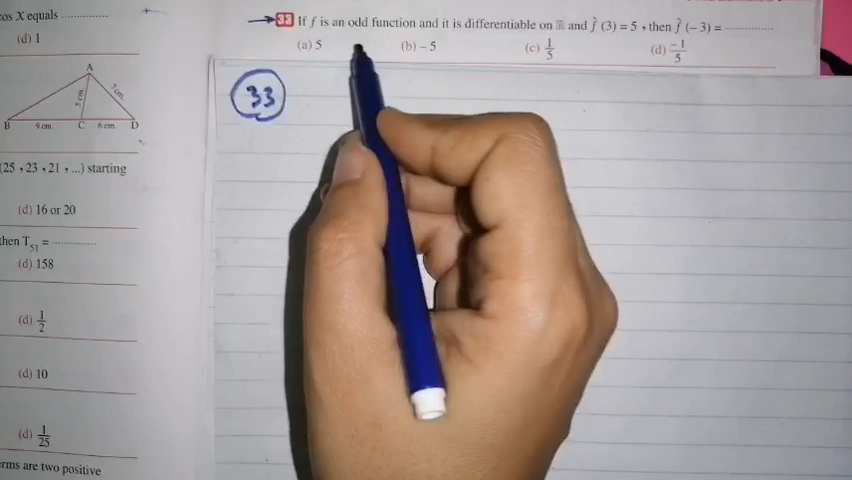 cos X equals ..............
(d) 1
A
5 cm.
7 cm.
B 9 cm. C 6 cm. D
(25 , 23 , 21 , ...) starting
(d) 16 or 20
then T51 = ..............
(d) 158
(d) 1/2
(d) 10
(d) 1/25
rms are two positive
33 If f is an odd function and it is differentiable on ℝ and f̀ (3) = 5 , then f̀ (– 3) = ..............
(a) 5 (b) – 5 (c) 1/5 (d) –1/5
33